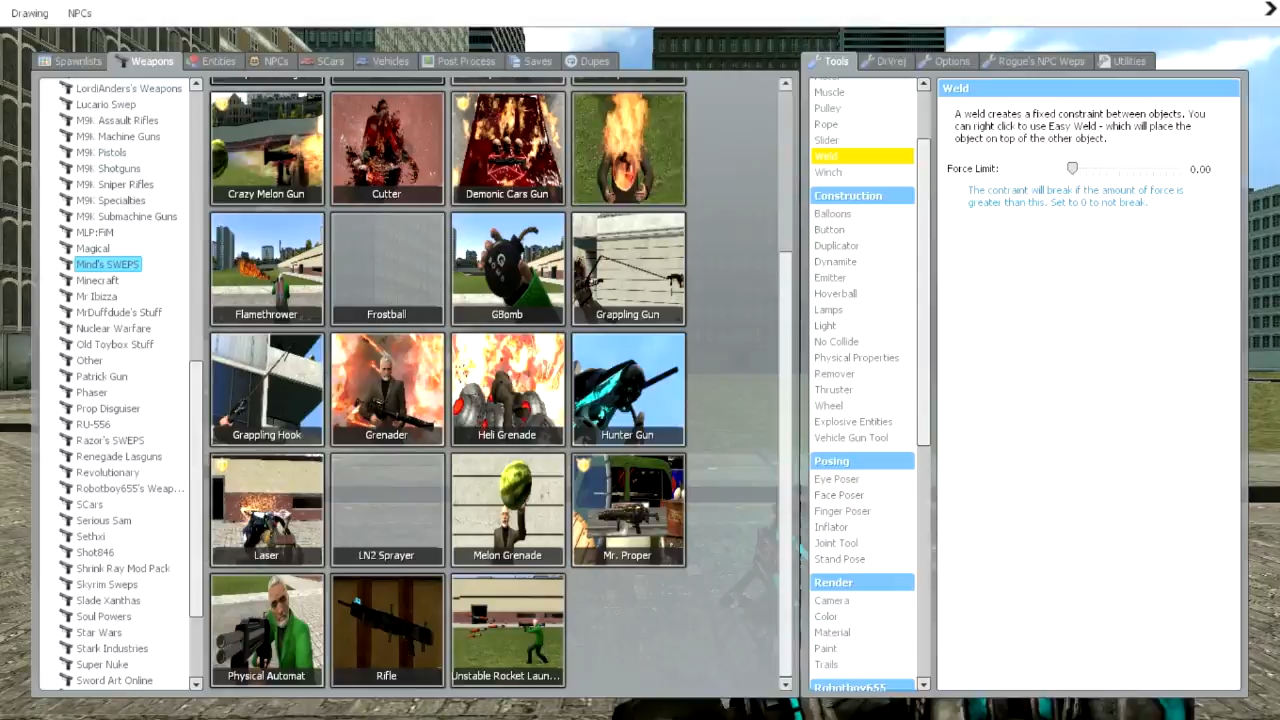 Drawing NPCs
Spawnlists Weapons Entities NPCs SCars Vehicles Post Process Saves Dupes
Tools DrVrej Options Rogue's NPC Weps Utilities
LordiAnders's Weapons
Lucario Swep
M9K Assault Rifles
M9K Machine Guns
M9K Pistols
M9K Shotguns
M9K Sniper Rifles
M9K Specialties
M9K Submachine Guns
MLP:FiM
Magical
Mind's SWEPS
Minecraft
Mr Ibizza
MrDuffdude's Stuff
Nuclear Warfare
Old Toybox Stuff
Other
Patrick Gun
Phaser
Prop Disguiser
RU-556
Razor's SWEPS
Renegade Lasguns
Revolutionary
Robotboy655's Weap...
SCars
Serious Sam
Sethxi
Shot846
Shrink Ray Mod Pack
Skyrim Sweps
Slade Xanthas
Soul Powers
Star Wars
Stark Industries
Super Nuke
Sword Art Online
Crazy Melon Gun
Cutter
Demonic Cars Gun
Flamethrower
Frostball
GBomb
Grappling Gun
Grappling Hook
Grenader
Heli Grenade
Hunter Gun
Laser
LN2 Sprayer
Melon Grenade
Mr. Proper
Physical Automat
Rifle
Unstable Rocket Laun...
Muscle
Pulley
Rope
Slider
Weld
Winch
Construction
Balloons
Button
Duplicator
Dynamite
Emitter
Hoverball
Lamps
Light
No Collide
Physical Properties
Remover
Thruster
Wheel
Explosive Entities
Vehicle Gun Tool
Posing
Eye Poser
Face Poser
Finger Poser
Inflator
Joint Tool
Stand Pose
Render
Camera
Color
Material
Paint
Trails
Robotboy655
Weld
A weld creates a fixed constraint between objects. You
can right click to use Easy Weld - which will place the
object on top of the other object.
Force Limit: 0.00
The contraint will break if the amount of force is
greater than this. Set to 0 to not break.